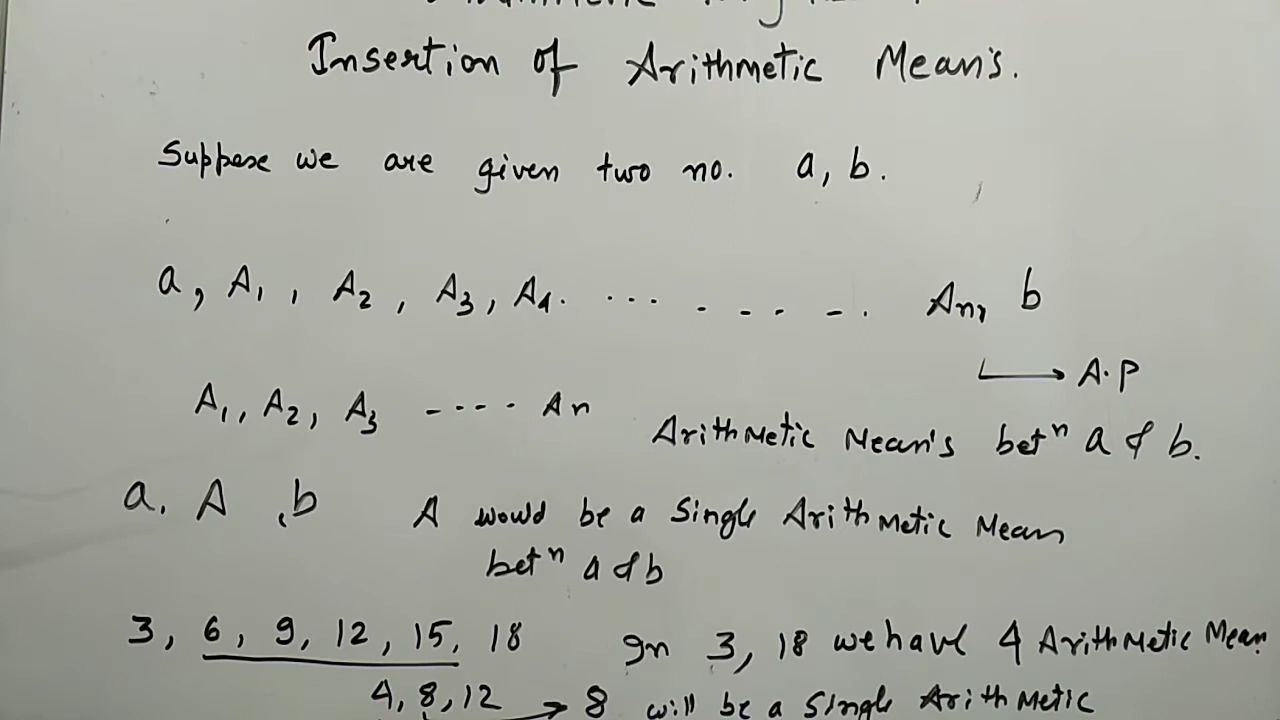 Insertion of Arithmetic Mean's.
Suppose we are given two no. a, b.
a, A1, A2, A3, A4. ... - - - - . An, b
→ A.P
A1, A2, A3 ---- An Arithmetic Mean's betn a & b.
a. A , b A would be a Single Arithmetic Mean
betn a & b
3, 6, 9, 12, 15, 18 In 3, 18 we have 4 Arithmetic Mean
4, 8, 12 → 8 will be a Single Arithmetic